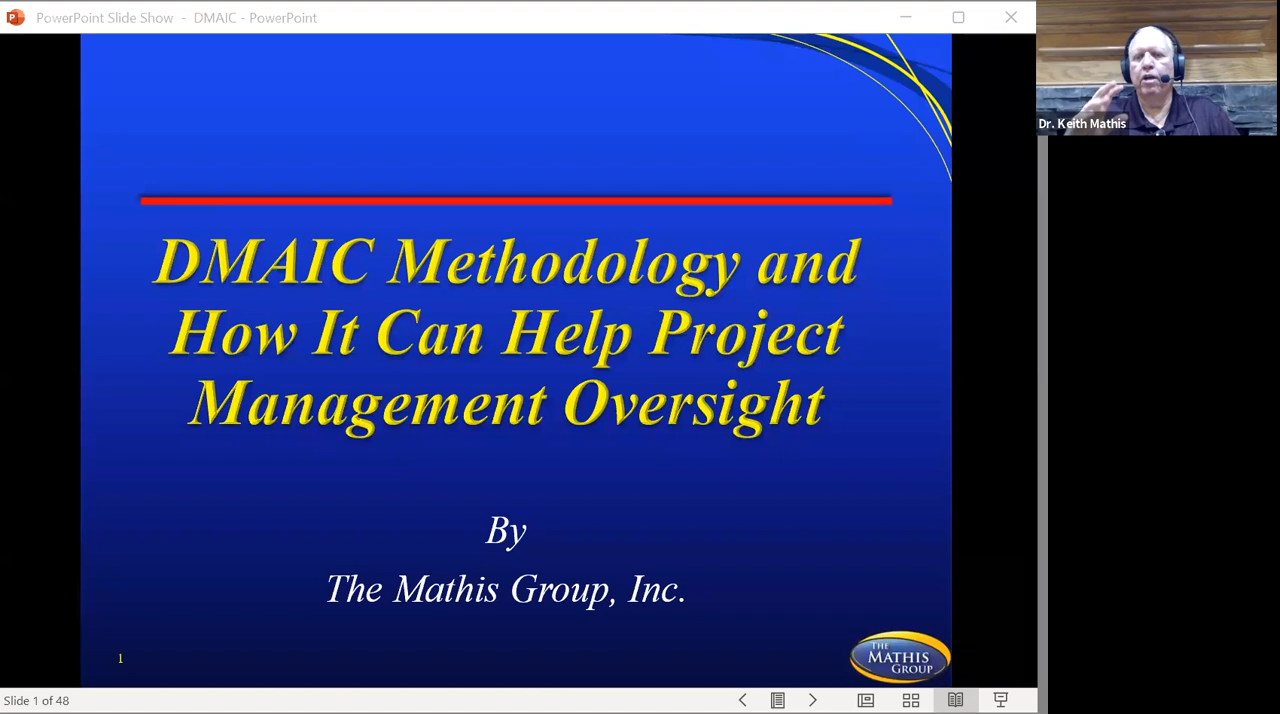 PowerPoint Slide Show - DMAIC - PowerPoint
Dr. Keith Mathis
DMAIC Methodology and
How It Can Help Project
Management Oversight
By
The Mathis Group, Inc.
1
THE
MATHIS
GROUP
Slide 1 of 48